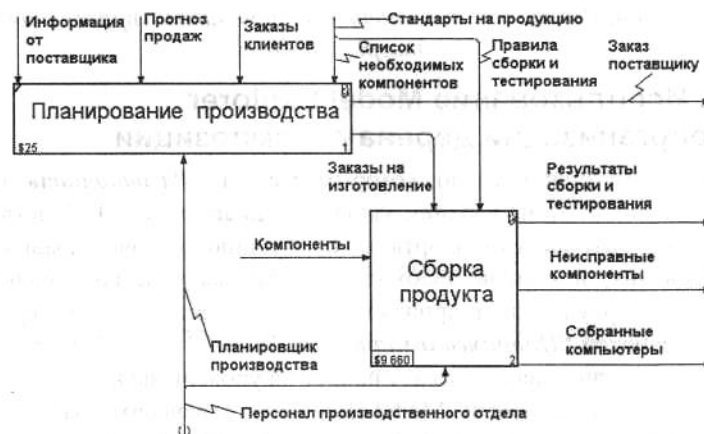 Информация
от
поставщика
Прогноз
продаж
Заказы
клиентов
Стандарты на продукцию
Список
необходимых
компонентов
Правила
сборки и
тестирования
Заказ
поставщику
Планирование производства
$25
1
Заказы на
изготовление
Результаты
сборки и
тестирования
Компоненты
Сборка
продукта
$9.660
2
Неисправные
компоненты
Собранные
компьютеры
Планировщик
производства
Персонал производственного отдела